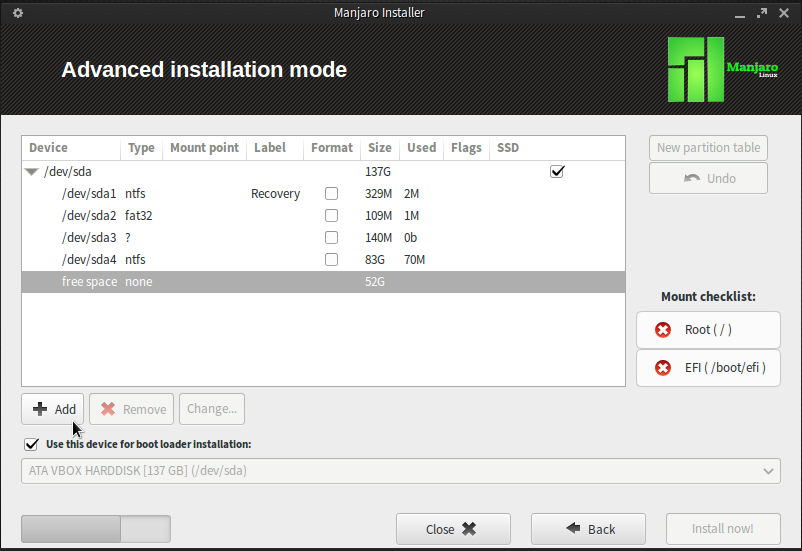 Manjaro Installer
Advanced installation mode
Manjaro
Linux
Device Type Mount point Label Format Size Used Flags SSD
/dev/sda 137G
/dev/sda1 ntfs Recovery 329M 2M
/dev/sda2 fat32 109M 1M
/dev/sda3 ? 140M 0b
/dev/sda4 ntfs 83G 70M
free space none 52G
New partition table
Undo
Mount checklist:
Root ( / )
EFI ( /boot/efi )
Add Remove Change...
Use this device for boot loader installation:
ATA VBOX HARDDISK [137 GB] (/dev/sda)
Close Back Install now!